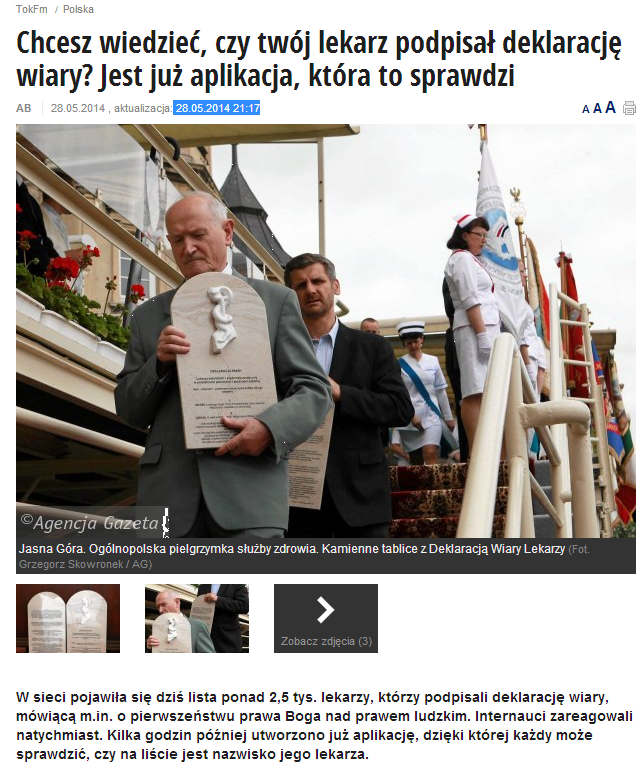 TokFm / Polska
Chcesz wiedzieć, czy twój lekarz podpisał deklarację
wiary? Jest już aplikacja, która to sprawdzi
AB 28.05.2014 , aktualizacja: 28.05.2014 21:17 A A A
DEKLARACJA WIARY
©Agencja Gazeta
Jasna Góra. Ogólnopolska pielgrzymka służby zdrowia. Kamienne tablice z Deklaracją Wiary Lekarzy (Fot.
Grzegorz Skowronek / AG)
Zobacz zdjęcia (3)
W sieci pojawiła się dziś lista ponad 2,5 tys. lekarzy, którzy podpisali deklarację wiary,
mówiącą m.in. o pierwszeństwu prawa Boga nad prawem ludzkim. Internauci zareagowali
natychmiast. Kilka godzin później utworzono już aplikację, dzięki której każdy może
sprawdzić, czy na liście jest nazwisko jego lekarza.